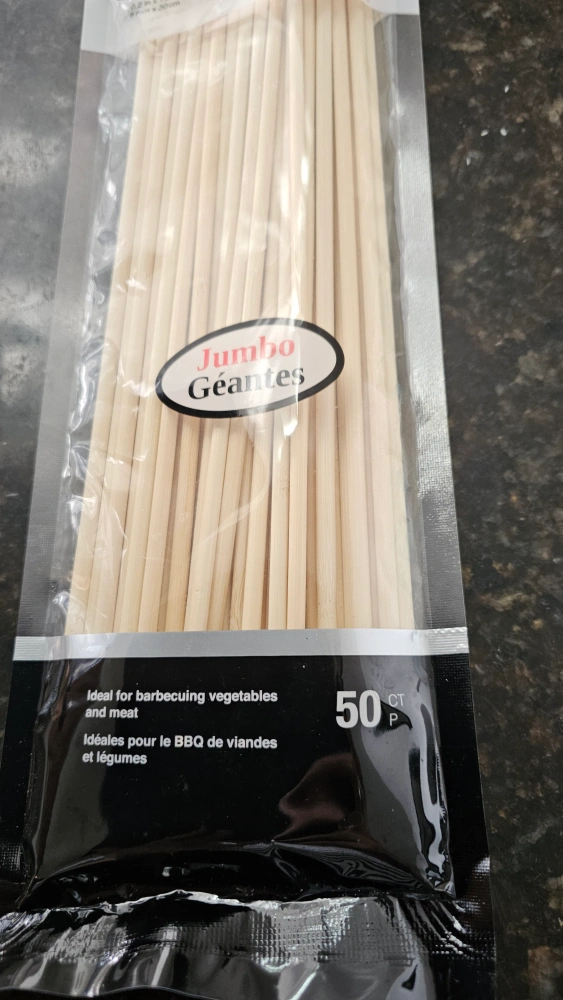 Jumbo
Géantes
Ideal for barbecuing vegetables
and meat
50 CT
P
Idéales pour le BBQ de viandes
et légumes